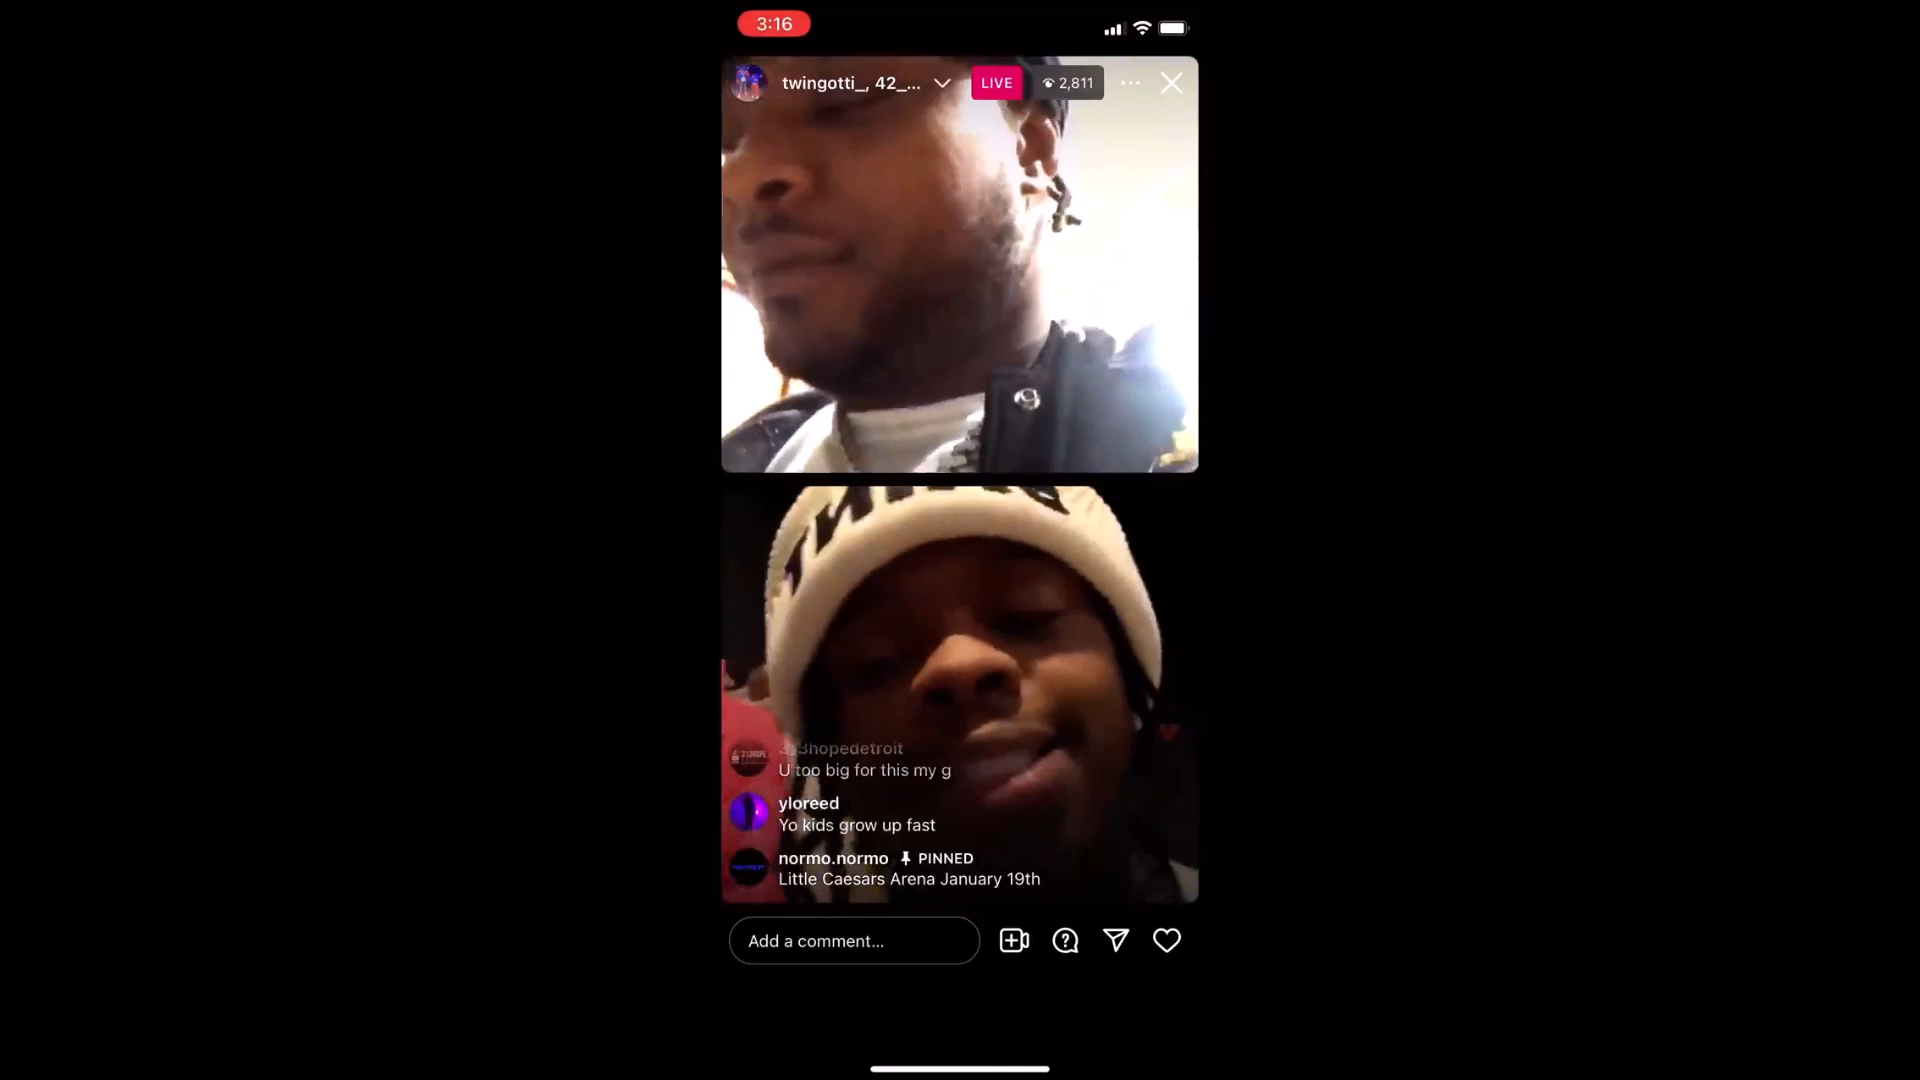 3:16
twingotti_, 42_...
LIVE
2,811
U too big for this my g
yloreed
Yo kids grow up fast
normo.normo PINNED
Little Caesars Arena January 19th
Add a comment...